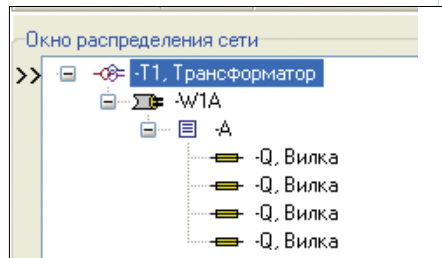 Окно распределения сети
>> -T1, Трансформатор
-W1A
-A
-Q, Вилка
-Q, Вилка
-Q, Вилка
-Q, Вилка